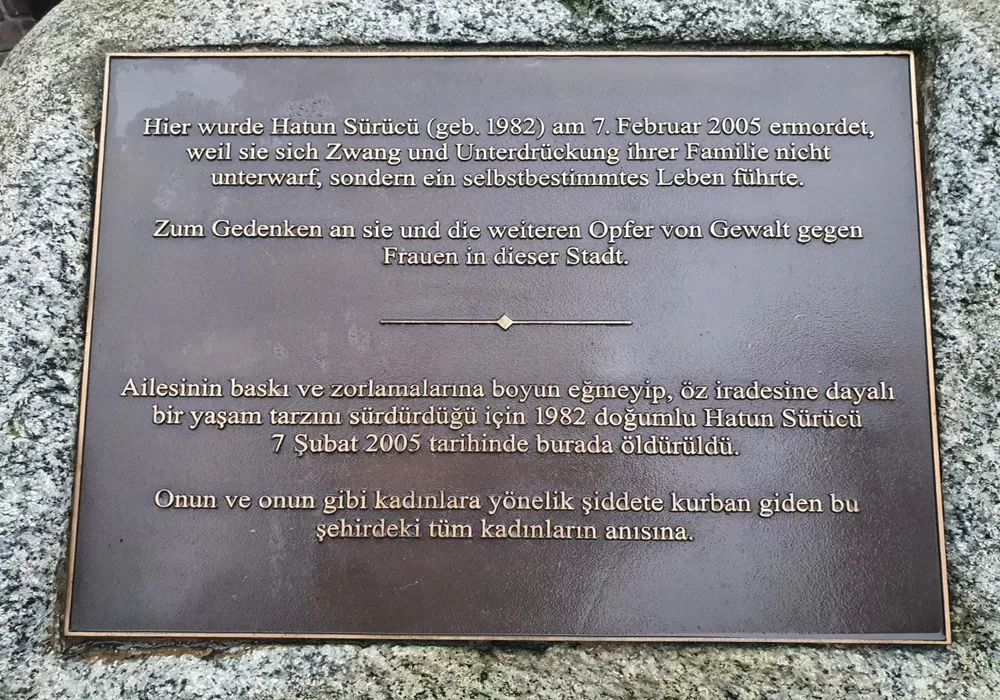 Hier wurde Hatun Sürücü (geb. 1982) am 7. Februar 2005 ermordet,
weil sie sich Zwang und Unterdrückung ihrer Familie nicht
unterwarf, sondern ein selbstbestimmtes Leben führte.
Zum Gedenken an sie und die weiteren Opfer von Gewalt gegen
Frauen in dieser Stadt.
Ailesinin baskı ve zorlamalarına boyun eğmeyip, öz iradesine dayalı
bir yaşam tarzını sürdürdüğü için 1982 doğumlu Hatun Sürücü
7 Şubat 2005 tarihinde burada öldürüldü.
Onun ve onun gibi kadınlara yönelik şiddete kurban giden bu
şehirdeki tüm kadınların anısına.